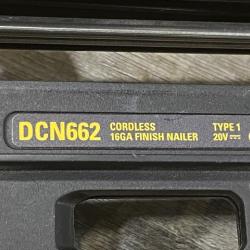 DCN662
CORDLESS
16GA FINISH NAILER
TYPE 1
20V ⎓